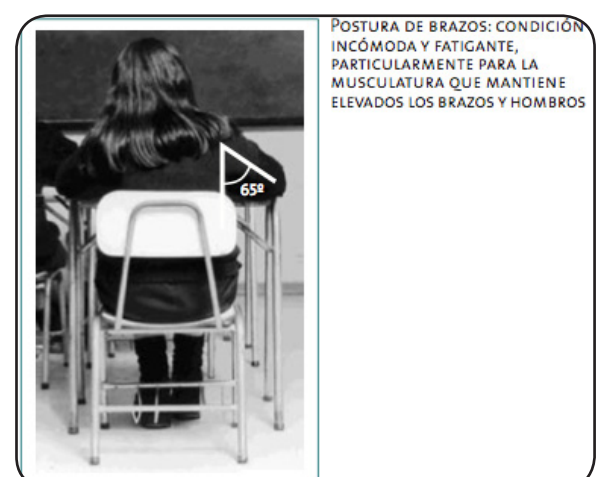 POSTURA DE BRAZOS: CONDICIÓN
INCÓMODA Y FATIGANTE,
PARTICULARMENTE PARA LA
MUSCULATURA QUE MANTIENE
ELEVADOS LOS BRAZOS Y HOMBROS
65º